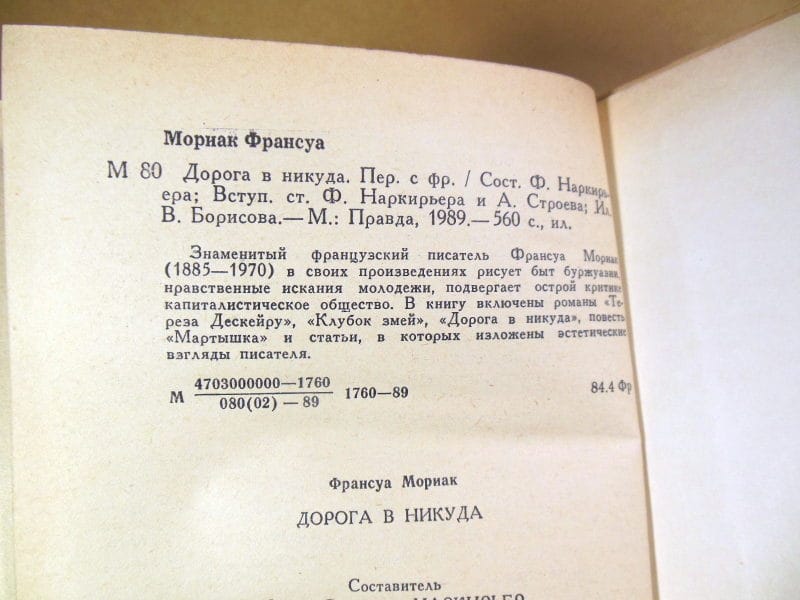 Мориак Франсуа
М 80 Дорога в никуда. Пер. с фр. / Сост. Ф. Наркирь-
ера; Вступ. ст. Ф. Наркирьера и А. Строева; Ил.
В. Борисова.— М.: Правда, 1989.— 560 с., ил.
Знаменитый французский писатель Франсуа Мориак
(1885—1970) в своих произведениях рисует быт буржуазии,
нравственные искания молодежи, подвергает острой критике
капиталистическое общество. В книгу включены романы «Те-
реза Дескейру», «Клубок змей», «Дорога в никуда», повесть
«Мартышка» и статьи, в которых изложены эстетические
взгляды писателя.
4703000000—1760
М 1760—89 84.4 Фр
080(02) — 89
Франсуа Мориак
ДОРОГА В НИКУДА
Составитель